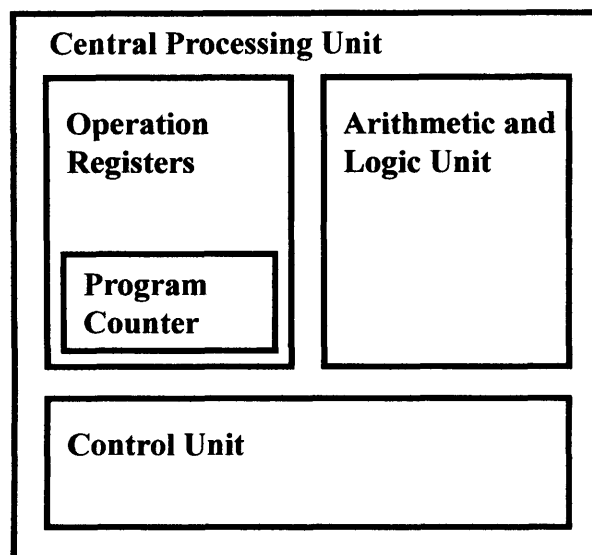 Central Processing Unit
Operation
Registers
Program
Counter
Arithmetic and
Logic Unit
Control Unit